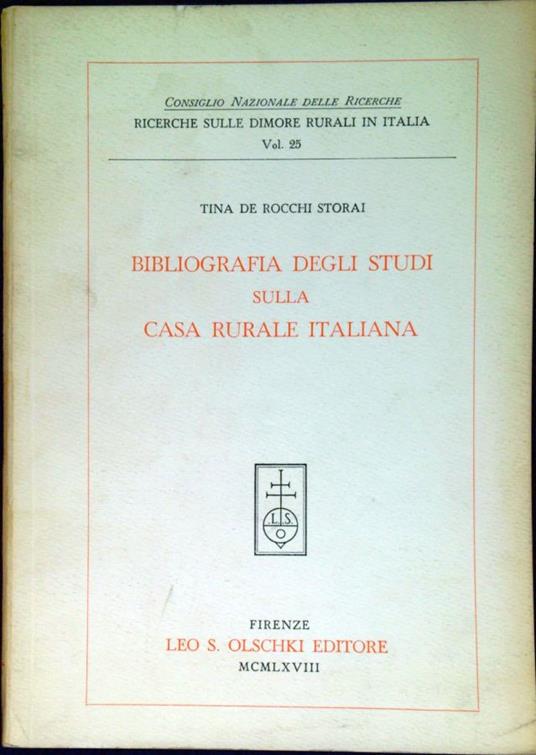 CONSIGLIO NAZIONALE DELLE RICERCHE
RICERCHE SULLE DIMORE RURALI IN ITALIA
Vol. 25
TINA DE ROCCHI STORAI
BIBLIOGRAFIA DEGLI STUDI
SULLA
CASA RURALE ITALIANA
L. S.
O
FIRENZE
LEO S. OLSCHKI EDITORE
MCMLXVIII